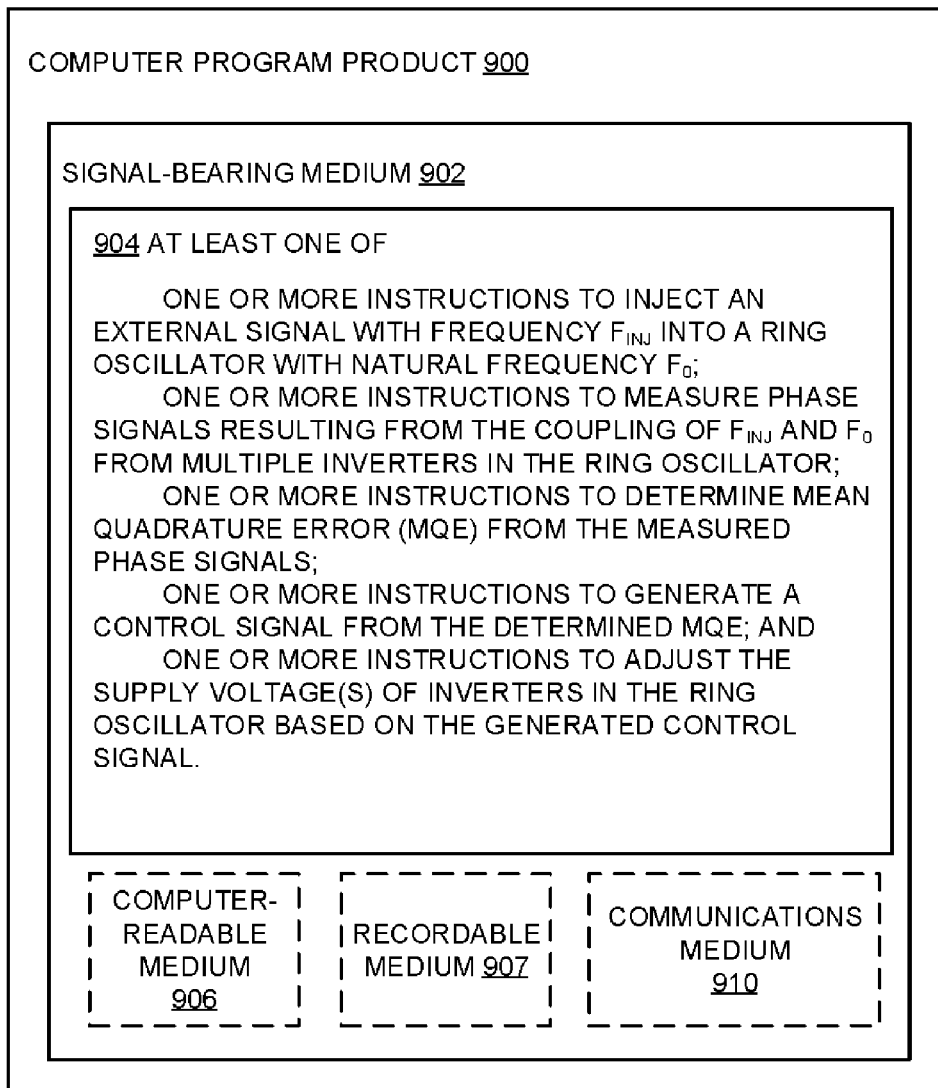 COMPUTER PROGRAM PRODUCT 900
SIGNAL-BEARING MEDIUM 902
904 AT LEAST ONE OF
ONE OR MORE INSTRUCTIONS TO INJECT AN
EXTERNAL SIGNAL WITH FREQUENCY F_INJ INTO A RING
OSCILLATOR WITH NATURAL FREQUENCY F_0;
ONE OR MORE INSTRUCTIONS TO MEASURE PHASE
SIGNALS RESULTING FROM THE COUPLING OF F_INJ AND F_0
FROM MULTIPLE INVERTERS IN THE RING OSCILLATOR;
ONE OR MORE INSTRUCTIONS TO DETERMINE MEAN
QUADRATURE ERROR (MQE) FROM THE MEASURED
PHASE SIGNALS;
ONE OR MORE INSTRUCTIONS TO GENERATE A
CONTROL SIGNAL FROM THE DETERMINED MQE; AND
ONE OR MORE INSTRUCTIONS TO ADJUST THE
SUPPLY VOLTAGE(S) OF INVERTERS IN THE RING
OSCILLATOR BASED ON THE GENERATED CONTROL
SIGNAL.
COMPUTER-
READABLE
MEDIUM
906
RECORDABLE
MEDIUM 907
COMMUNICATIONS
MEDIUM
910